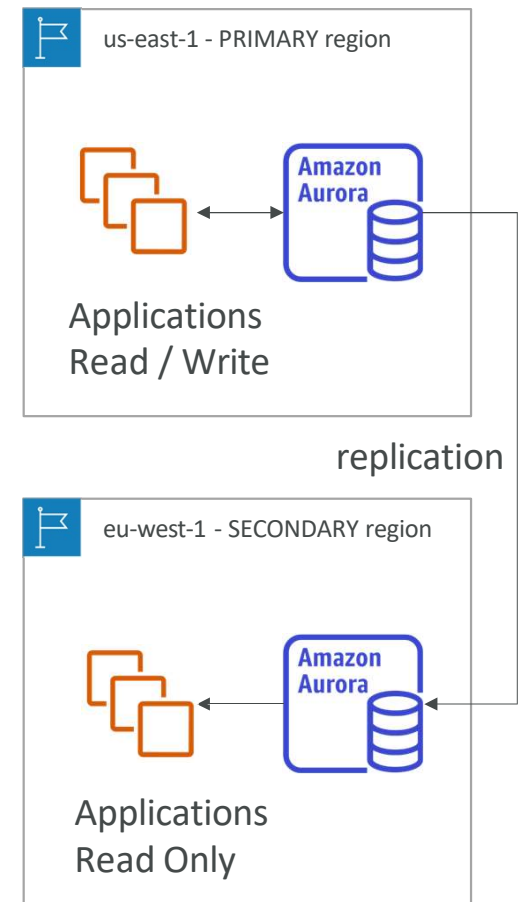 us-east-1 - PRIMARY region
Amazon
Aurora
Applications
Read / Write
replication
eu-west-1 - SECONDARY region
Amazon
Aurora
Applications
Read Only